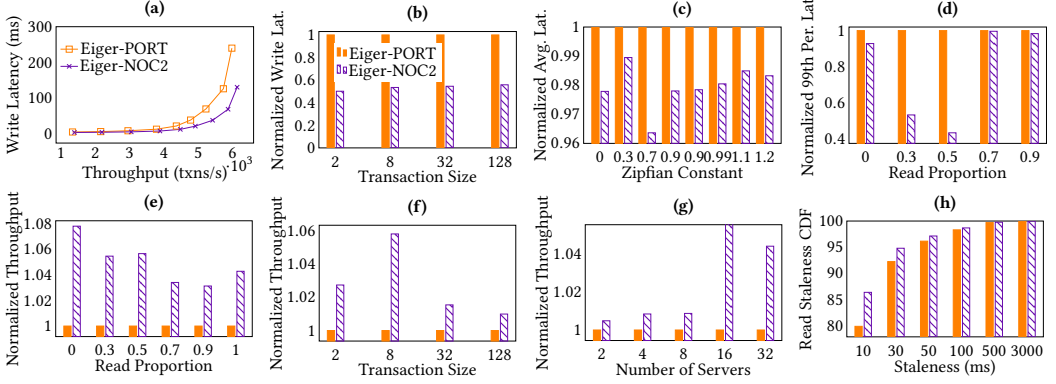 (a)
Write Latency (ms)
300
200
100
0
Eiger-PORT
Eiger-NOC2
1 2 3 4 5 6
·10³
Throughput (txns/s)
(b)
Normalized Write Lat.
1
0.8
0.6
0.4
0.2
0
Eiger-PORT
Eiger-NOC2
2 8 32 128
Transaction Size
(c)
Normalized Avg. Lat.
1
0.99
0.98
0.97
0.96
0 0.3 0.7 0.9 0.90.991.1 1.2
Zipfian Constant
(d)
Normalized 99th Per. Lat.
1
0.8
0.6
0.4
0 0.3 0.5 0.7 0.9
Read Proportion
(e)
Normalized Throughput
1.08
1.06
1.04
1.02
1
0 0.3 0.5 0.7 0.9 1
Read Proportion
(f)
Normalized Throughput
1.06
1.04
1.02
1
2 8 32 128
Transaction Size
(g)
Normalized Throughput
1.04
1.02
1
2 4 8 16 32
Number of Servers
(h)
Read Staleness CDF
100
95
90
85
80
10 30 50 100 500 3000
Staleness (ms)